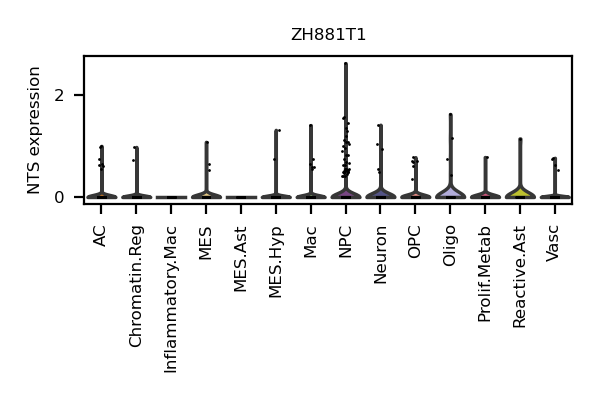 ZH881T1
NTS expression
2
0
AC
Chromatin.Reg
Inflammatory.Mac
MES
MES.Ast
MES.Hyp
Mac
NPC
Neuron
OPC
Oligo
Prolif.Metab
Reactive.Ast
Vasc